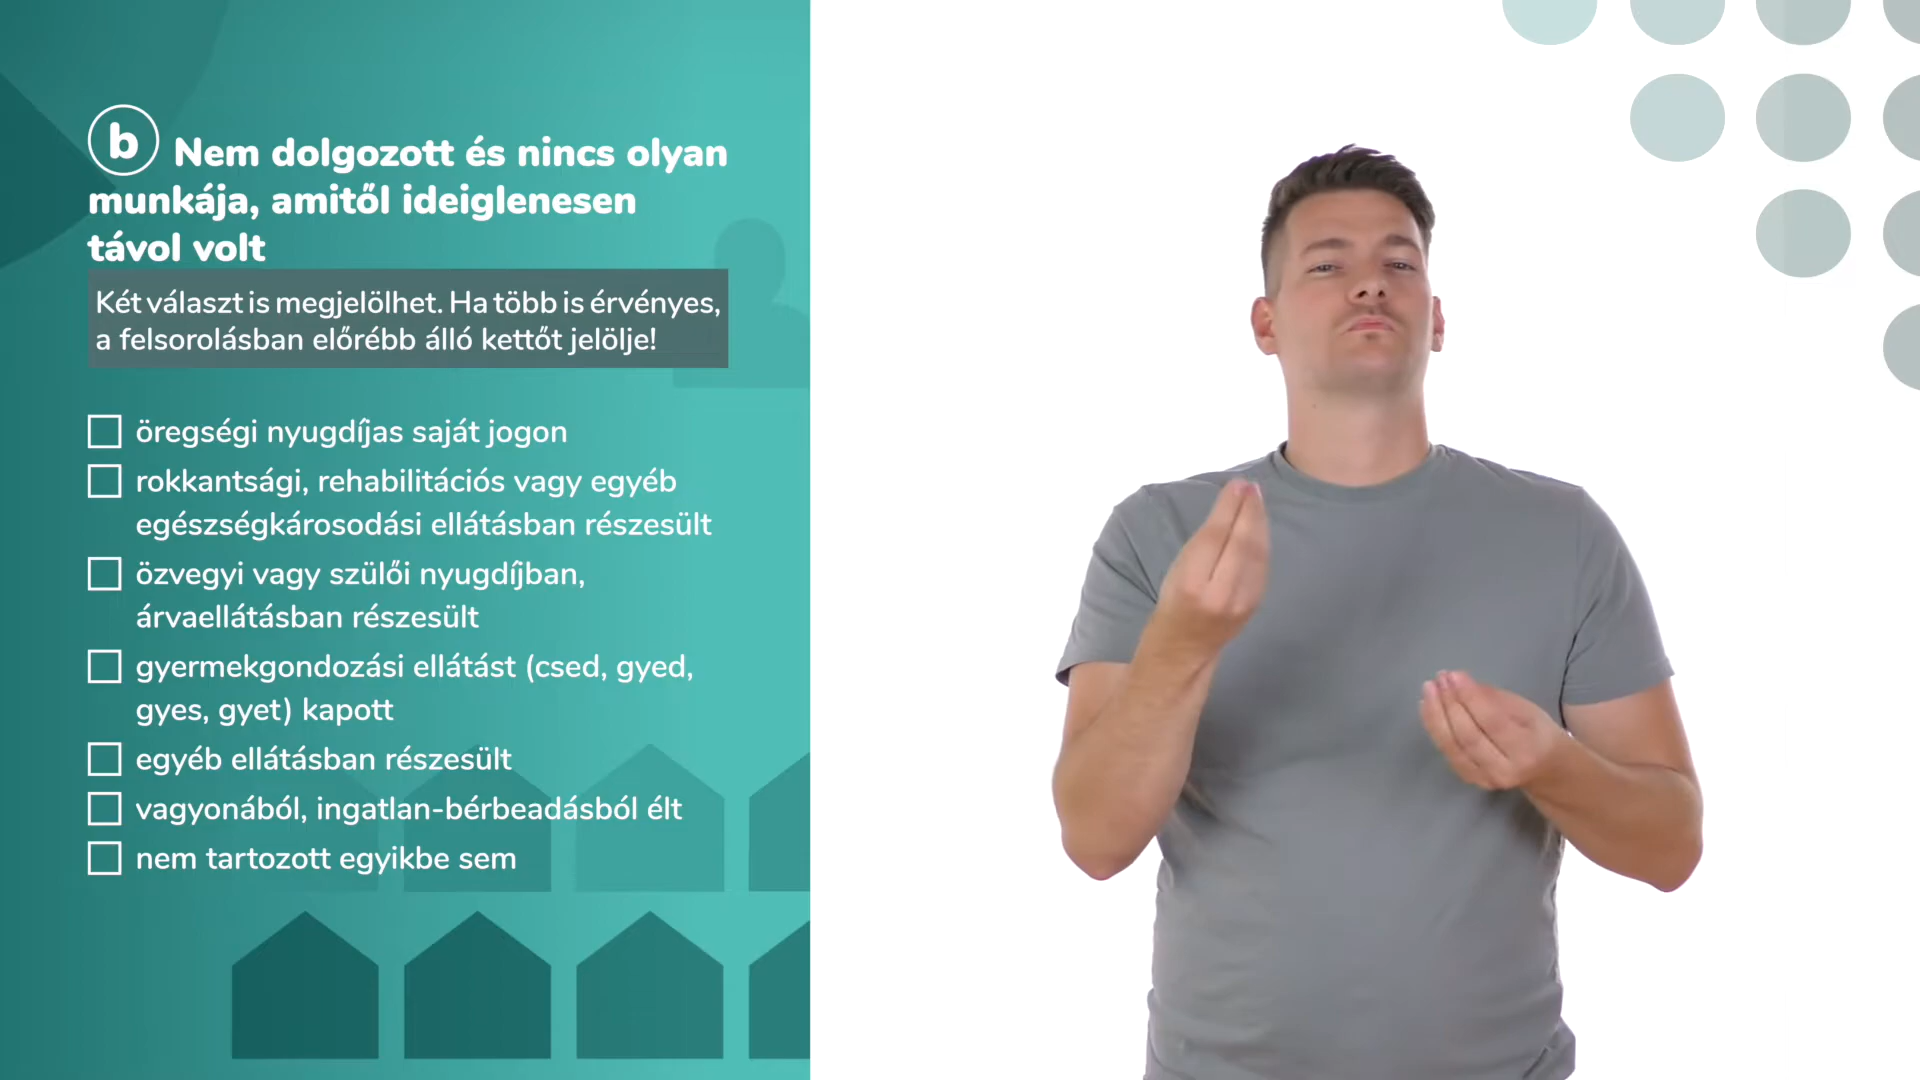 b Nem dolgozott és nincs olyan
munkája, amitől ideiglenesen
távol volt
Két választ is megjelölhet. Ha több is érvényes,
a felsorolásban előrébb álló kettőt jelölje!
öregségi nyugdíjas saját jogon
rokkantsági, rehabilitációs vagy egyéb
egészségkárosodási ellátásban részesült
özvegyi vagy szülői nyugdíjban,
árvaellátásban részesült
gyermekgondozási ellátást (csed, gyed,
gyes, gyet) kapott
egyéb ellátásban részesült
vagyonából, ingatlan-bérbeadásból élt
nem tartozott egyikbe sem